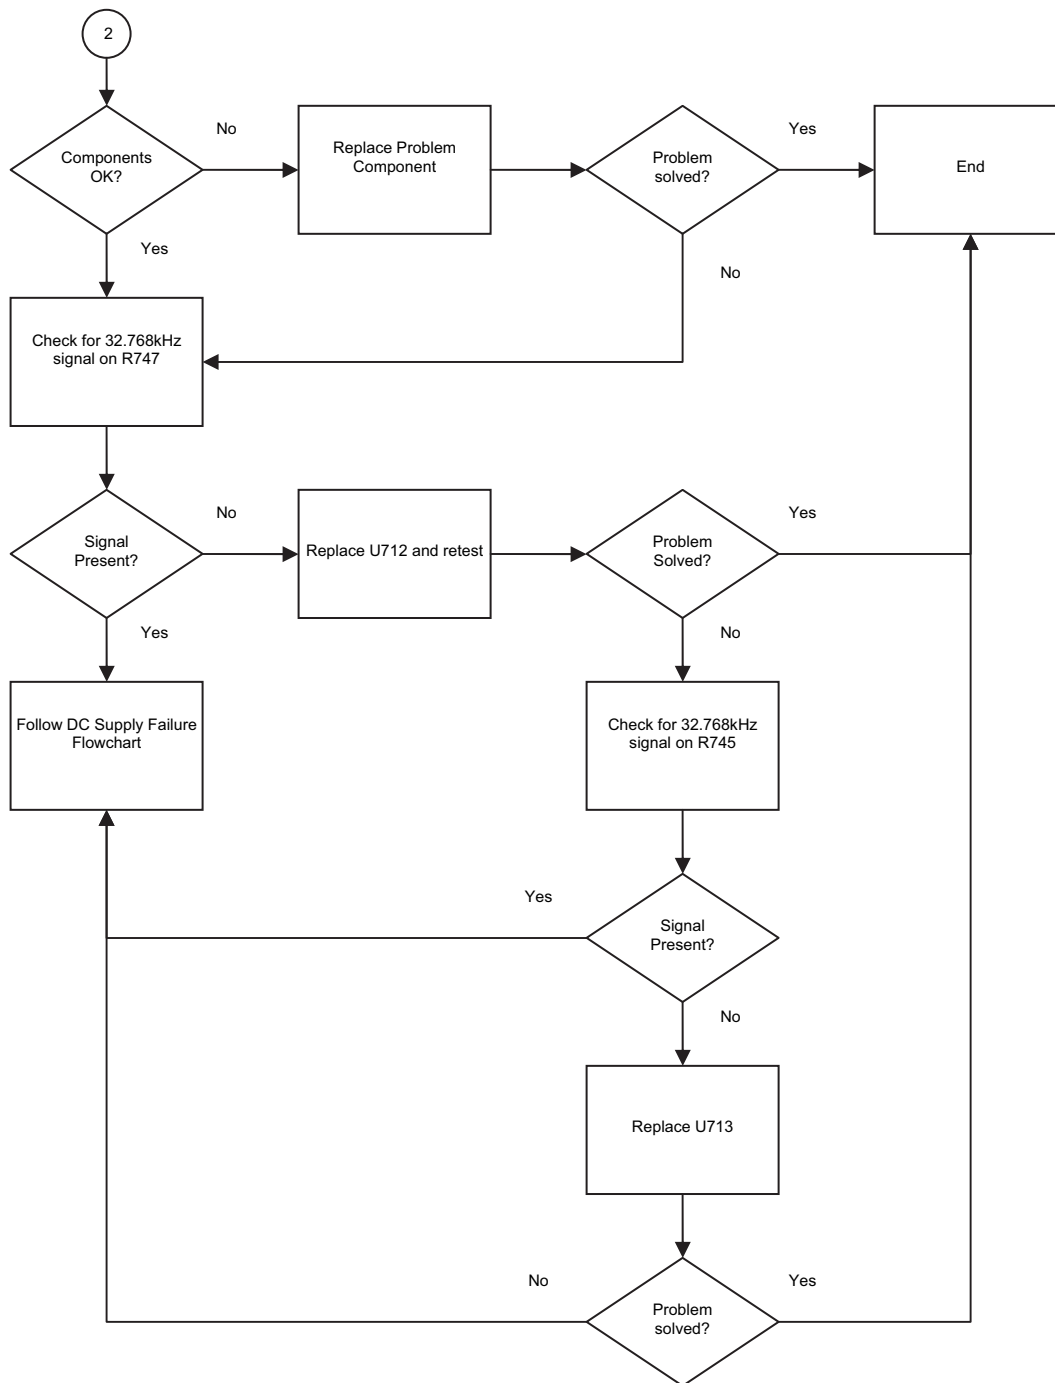 2
Components
OK?
No
Replace Problem
Component
Problem
solved?
Yes
End
Yes
No
Check for 32.768kHz
signal on R747
Signal
Present?
No
Replace U712 and retest
Problem
Solved?
Yes
Yes
No
Follow DC Supply Failure
Flowchart
Check for 32.768kHz
signal on R745
Yes
Signal
Present?
No
Replace U713
No
Problem
solved?
Yes